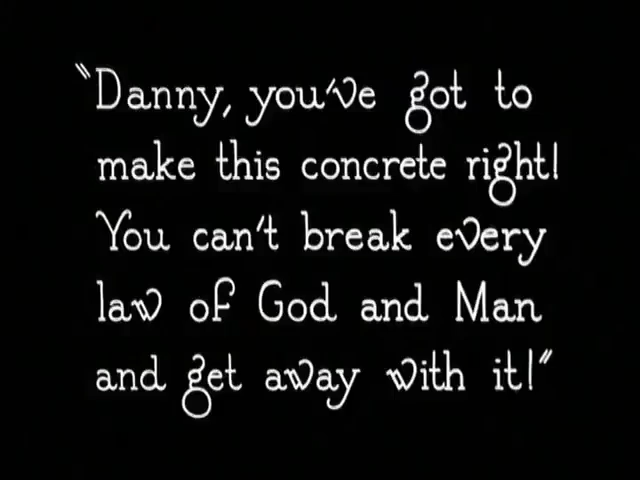 "Danny, you've got to
make this concrete right!
You can't break every
law of God and Man
and get away with it!"